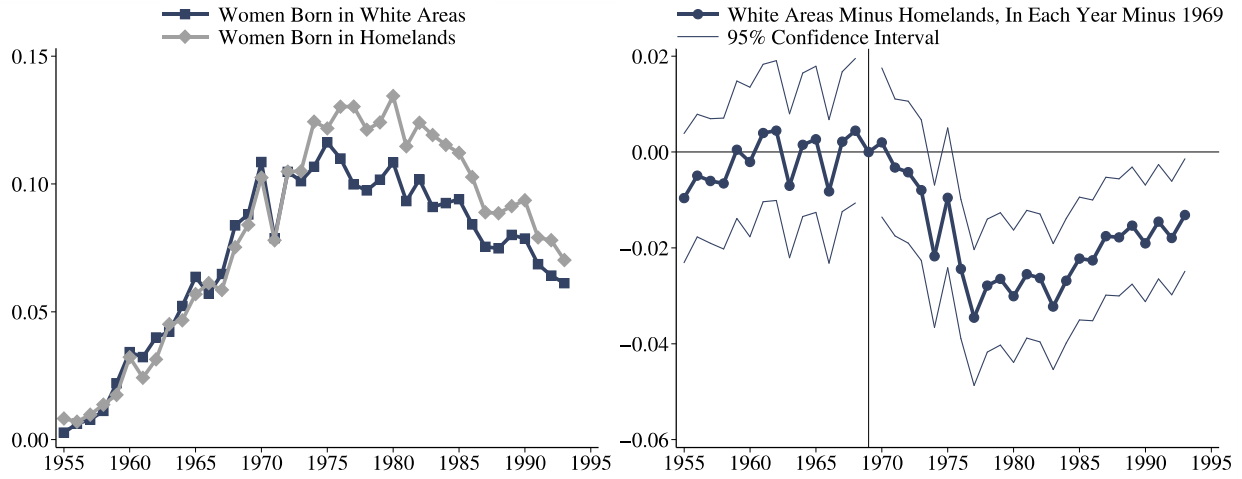 Women Born in White Areas
Women Born in Homelands
0.15
0.10
0.05
0.00
1955 1960 1965 1970 1975 1980 1985 1990 1995
White Areas Minus Homelands, In Each Year Minus 1969
95% Confidence Interval
0.02
0.00
−0.02
−0.04
−0.06
1955 1960 1965 1970 1975 1980 1985 1990 1995